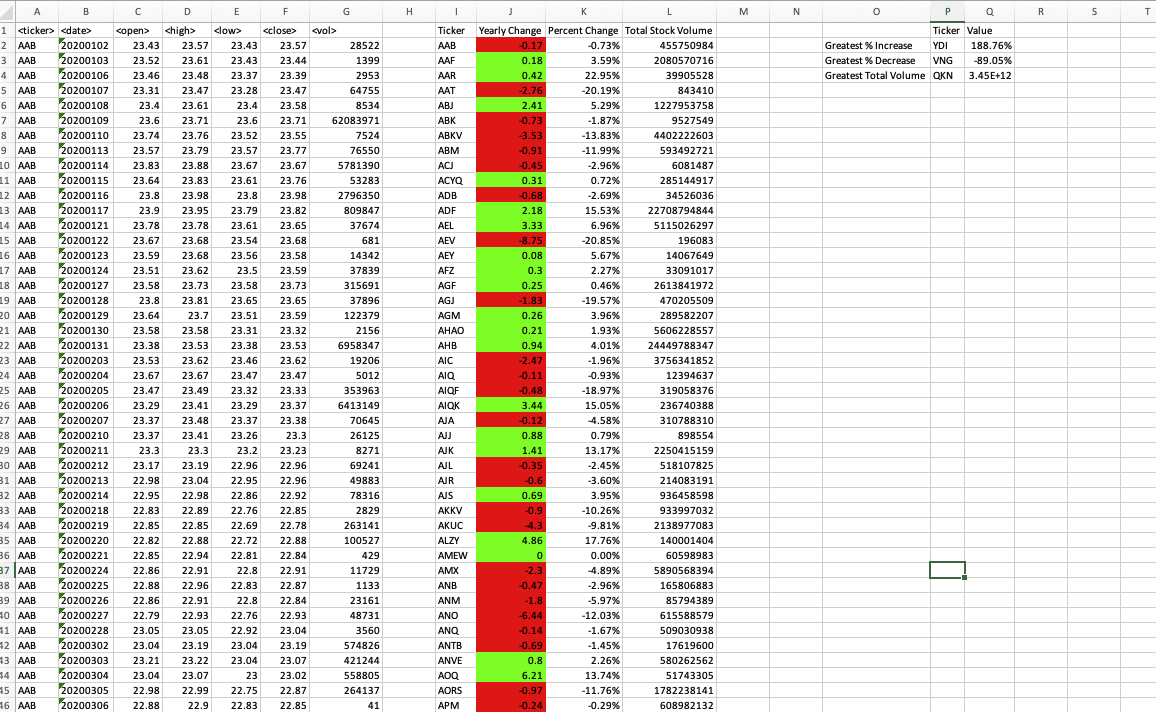 A B C D E F G H I J K L M N O P Q R S T
1 <ticker> <date> <open> <high> <low> <close> <vol> Ticker Yearly Change Percent Change Total Stock Volume Ticker Value
2 AAB 20200102 23.43 23.57 23.43 23.57 28522 AAB -0.17 -0.73% 455750984 Greatest % Increase YDI 188.76%
3 AAB 20200103 23.52 23.61 23.43 23.44 1399 AAF 0.18 3.59% 2080570716 Greatest % Decrease VNG -89.05%
4 AAB 20200106 23.46 23.48 23.37 23.39 2953 AAR 0.42 22.95% 39905528 Greatest Total Volume QKN 3.45E+12
5 AAB 20200107 23.31 23.47 23.28 23.47 64755 AAT -2.76 -20.19% 843410
6 AAB 20200108 23.4 23.61 23.4 23.58 8534 ABJ 2.41 5.29% 1227953758
7 AAB 20200109 23.6 23.71 23.6 23.71 62083971 ABK -0.73 -1.87% 9527549
8 AAB 20200110 23.74 23.76 23.52 23.55 7524 ABKV -3.53 -13.83% 4402222603
9 AAB 20200113 23.57 23.79 23.57 23.77 76550 ABM -0.91 -11.99% 593492721
10 AAB 20200114 23.83 23.88 23.67 23.67 5781390 ACJ -0.45 -2.96% 6081487
11 AAB 20200115 23.64 23.83 23.61 23.76 53283 ACYQ 0.31 0.72% 285144917
12 AAB 20200116 23.8 23.98 23.8 23.98 2796350 ADB -0.68 -2.69% 34526036
13 AAB 20200117 23.9 23.95 23.79 23.82 809847 ADF 2.18 15.53% 22708794844
14 AAB 20200121 23.78 23.78 23.61 23.65 37674 AEL 3.33 6.96% 5115026297
15 AAB 20200122 23.67 23.68 23.54 23.68 681 AEV -8.75 -20.85% 196083
16 AAB 20200123 23.59 23.68 23.56 23.58 14342 AEY 0.08 5.67% 14067649
17 AAB 20200124 23.51 23.62 23.5 23.59 37839 AFZ 0.3 2.27% 33091017
18 AAB 20200127 23.58 23.73 23.58 23.73 315691 AGF 0.25 0.46% 2613841972
19 AAB 20200128 23.8 23.81 23.65 23.65 37896 AGJ -1.83 -19.57% 470205509
20 AAB 20200129 23.64 23.7 23.51 23.59 122379 AGM 0.26 3.96% 289582207
21 AAB 20200130 23.58 23.58 23.31 23.32 2156 AHAO 0.21 1.93% 5606228557
22 AAB 20200131 23.38 23.53 23.38 23.53 6958347 AHB 0.94 4.01% 24449788347
23 AAB 20200203 23.53 23.62 23.46 23.62 19206 AIC -2.47 -1.96% 3756341852
24 AAB 20200204 23.67 23.67 23.47 23.47 5012 AIQ -0.11 -0.93% 12394637
25 AAB 20200205 23.47 23.49 23.32 23.33 353963 AIQF -0.48 -18.97% 319058376
26 AAB 20200206 23.29 23.41 23.29 23.37 6413149 AIQK 3.44 15.05% 236740388
27 AAB 20200207 23.37 23.48 23.37 23.38 70645 AJA -0.12 -4.58% 310788310
28 AAB 20200210 23.37 23.41 23.26 23.3 26125 AJJ 0.88 0.79% 898554
29 AAB 20200211 23.3 23.3 23.2 23.23 8271 AJK 1.41 13.17% 2250415159
30 AAB 20200212 23.17 23.19 22.96 22.96 69241 AJL -0.35 -2.45% 518107825
31 AAB 20200213 22.98 23.04 22.95 22.96 49883 AJR -0.6 -3.60% 214083191
32 AAB 20200214 22.95 22.98 22.86 22.92 78316 AJS 0.69 3.95% 936458598
33 AAB 20200218 22.83 22.89 22.76 22.85 2829 AKKV -0.9 -10.26% 933997032
34 AAB 20200219 22.85 22.85 22.69 22.78 263141 AKUC -4.3 -9.81% 2138977083
35 AAB 20200220 22.82 22.88 22.72 22.88 100527 ALZY 4.86 17.76% 140001404
36 AAB 20200221 22.85 22.94 22.81 22.84 429 AMEW 0 0.00% 60598983
37 AAB 20200224 22.86 22.91 22.8 22.91 11729 AMX -2.3 -4.89% 5890568394
38 AAB 20200225 22.88 22.96 22.83 22.87 1133 ANB -0.47 -2.96% 165806883
39 AAB 20200226 22.86 22.91 22.8 22.84 23161 ANM -1.8 -5.97% 85794389
40 AAB 20200227 22.79 22.93 22.76 22.93 48731 ANO -6.44 -12.03% 615588579
41 AAB 20200228 23.05 23.05 22.92 23.04 3560 ANQ -0.14 -1.67% 509030938
42 AAB 20200302 23.04 23.19 23.04 23.19 574826 ANTB -0.69 -1.45% 17619600
43 AAB 20200303 23.21 23.22 23.04 23.07 421244 ANVE 0.8 2.26% 580262562
44 AAB 20200304 23.04 23.07 23 23.02 558805 AOQ 6.21 13.74% 51743305
45 AAB 20200305 22.98 22.99 22.75 22.87 264137 AORS -0.97 -11.76% 1782238141
46 AAB 20200306 22.88 22.9 22.83 22.85 41 APM -0.24 -0.29% 608982132